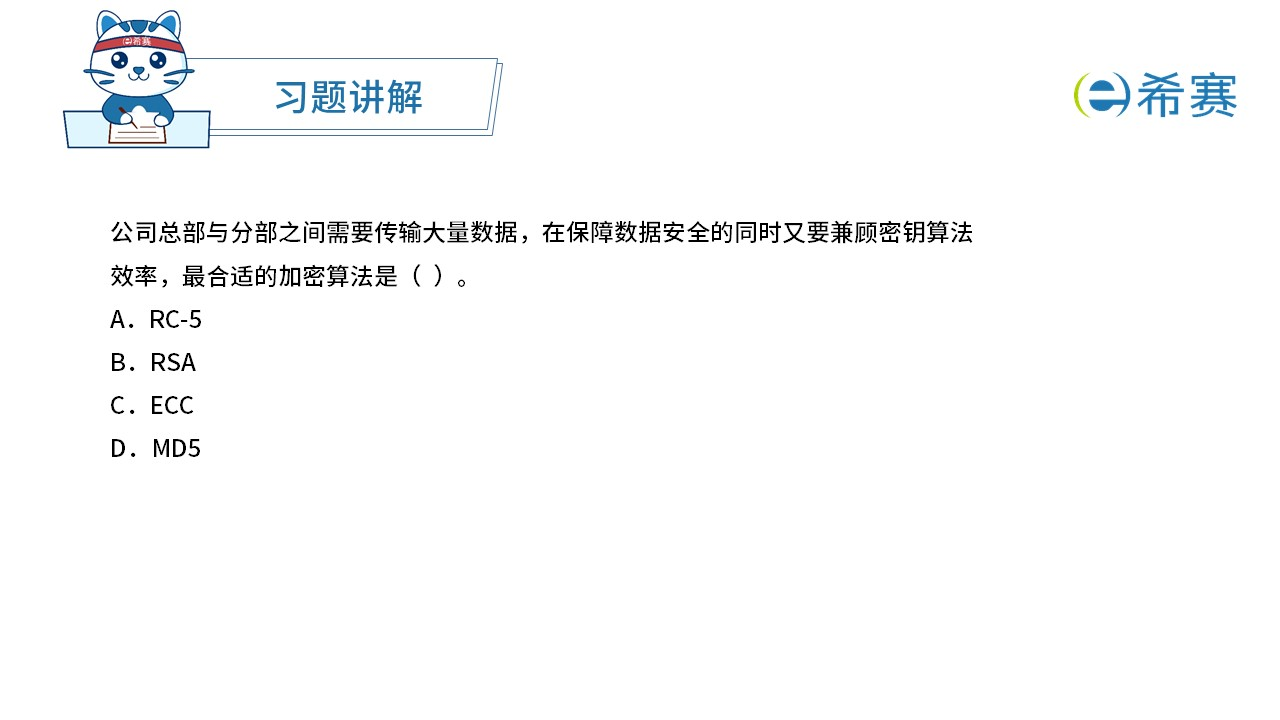 希赛
习题讲解
希赛
公司总部与分部之间需要传输大量数据，在保障数据安全的同时又要兼顾密钥算法
效率，最合适的加密算法是（ ）。
A．RC-5
B．RSA
C．ECC
D．MD5